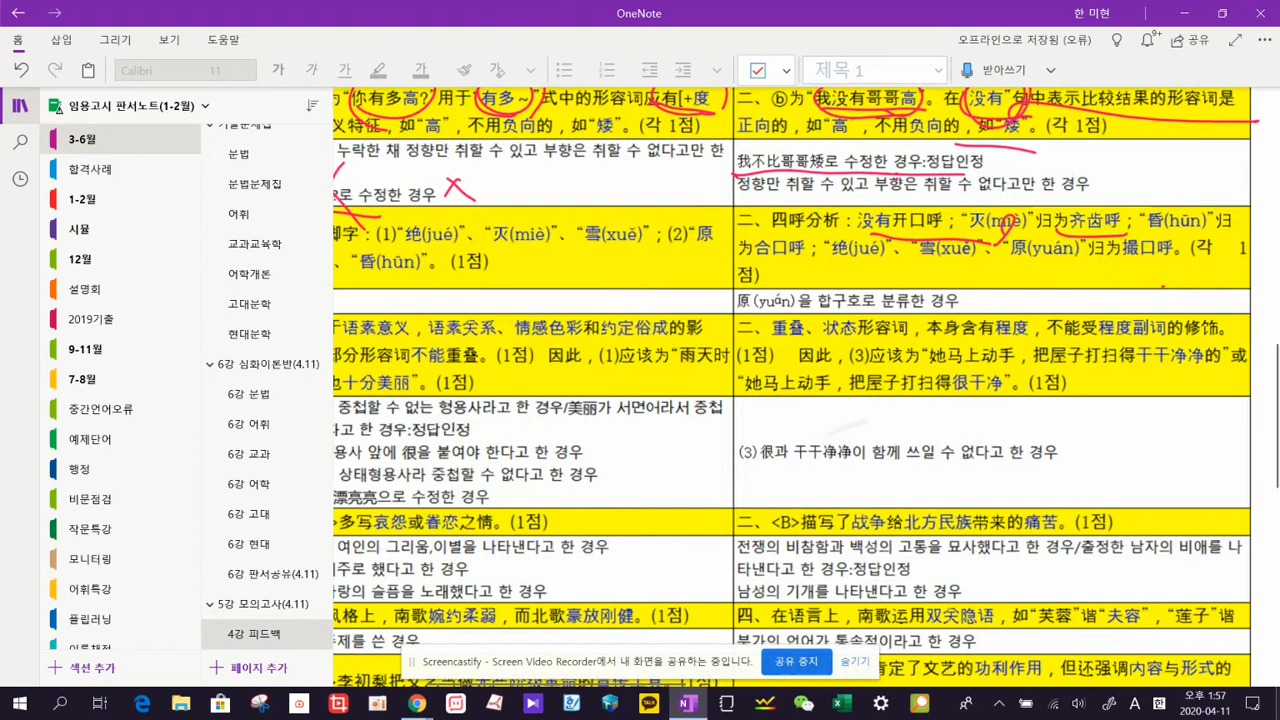 OneNote
한 미현
홈
삽입
그리기
보기
도움말
오프라인으로 저장됨 (오류)
9+
공유
Calibri
11
가
가
가
가
제목 1
받아쓰기
임용고시 판서노트(1-2월)
3-6월
합격사례
1-2월
시율
12월
설명회
2019기출
9-11월
7-8월
중간언어오류
예제단어
행정
비문점검
작문특강
모니터링
어휘특강
플립러닝
섹션 추가
문법
문법문제집
어휘
교과교육학
어학개론
고대문학
현대문학
6강 심화이론반(4.11)
6강 문법
6강 어휘
6강 교과
6강 어학
6강 고대
6강 현대
6강 판서공유(4.11)
5강 모의고사(4.11)
4강 피드백
페이지 추가
"你有多高?"用于"有多~"式中的形容词应有[+度
义特征，如"高"，不用负向的，如"矮"。(各 1점)
누락한 채 정향만 취할 수 있고 부향은 취할 수 없다고만 한
로 수정한 경우
脚字：(1)"绝(jué)"、"灭(miè)"、"雪(xuě)"；(2)"原
、"昏(hūn)"。(1점)
于语素意义，语素关系、情感色彩和约定俗成的影
部分形容词不能重叠。(1점) 因此，(1)应该为"雨天时
也十分美丽"。(1점)
중첩할 수 없는 형용사라고 한 경우/美丽가 서면어라서 중첩
다고 한 경우:정답인정
용사 앞에 很을 붙여야 한다고 한 경우
상태형용사라 중첩할 수 없다고 한 경우
漂亮亮으로 수정한 경우
>多写哀怨或眷恋之情。(1점)
여인의 그리움,이별을 나타낸다고 한 경우
위주로 했다고 한 경우
사랑의 슬픔을 노래했다고 한 경우
风格上，南歌婉约柔弱，而北歌豪放刚健。(1점)
주제를 쓴 경우
二、ⓑ为"我没有哥哥高。在"没有"句中表示比较结果的形容词是
正向的，如"高"，不用负向的，如"矮"。(各 1점)
我不比哥哥矮로 수정한 경우:정답인정
정향만 취할 수 있고 부향은 취할 수 없다고만 한 경우
二、四呼分析：没有开口呼；"灭(miè)"归为齐齿呼；"昏(hūn)"归
为合口呼；"绝(jué)"、"雪(xuě)"、"原(yuán)"归为撮口呼。(각 1
점)
原(yuán)을 합구호로 분류한 경우
二、重叠、状态形容词，本身含有程度，不能受程度副词的修饰。
(1점) 因此，(3)应该为"她马上动手，把屋子打扫得干干净净的"或
"她马上动手，把屋子打扫得很干净"。(1점)
(3)很과 干干净净이 함께 쓰일 수 없다고 한 경우
二、<B>描写了战争给北方民族带来的痛苦。(1점)
전쟁의 비참함과 백성의 고통을 묘사했다고 한 경우/출정한 남자의 비애를 나
타낸다고 한 경우:정답인정
남성의 기개를 나타낸다고 한 경우
四、在语言上，南歌运用双关隐语，如"芙蓉"谐"夫容"，"莲子"谐
북가의 언어가 통속적이라고 한 경우
肯定了文艺的功利作用，但还强调内容与形式的
Screencastify - Screen Video Recorder에서 내 화면을 공유하는 중입니다.
공유 중지
숨기기
오후 1:57
2020-04-11